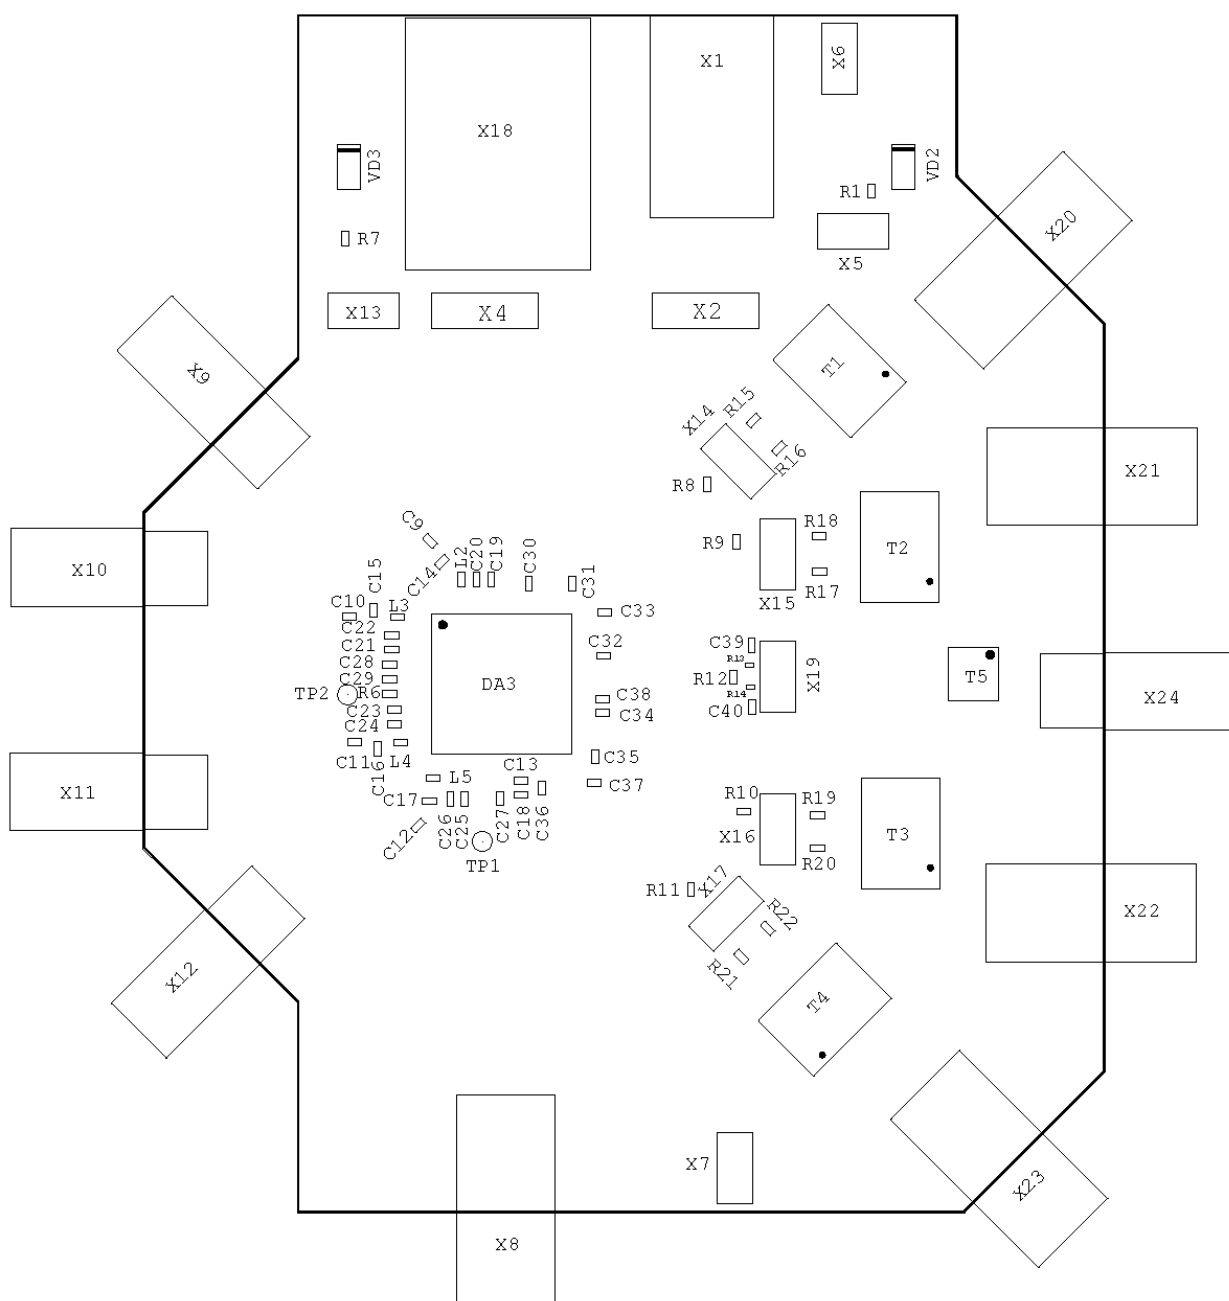 X1
X6
X18
VD3
VD2
R1
X20
R7
X5
X13
X4
X2
T1
X9
R15
X14
R16
X21
R8
C9
R18
L2
C20
C19
C30
R9
T2
X10
C14
C31
C15
R17
C10
L3
X15
C33
C22
C21
C39
C32
C28
R13
X19
C29
DA3
R12
T5
TP2
R6
C38
R14
X24
C23
C34
C40
C24
C11
C16
L4
C35
C13
L5
C37
X11
C17
R10
R19
C26
C25
C27
C18
C36
X16
T3
C12
TP1
R20
R11
X17
R22
X22
R21
X12
T4
X7
X23
X8